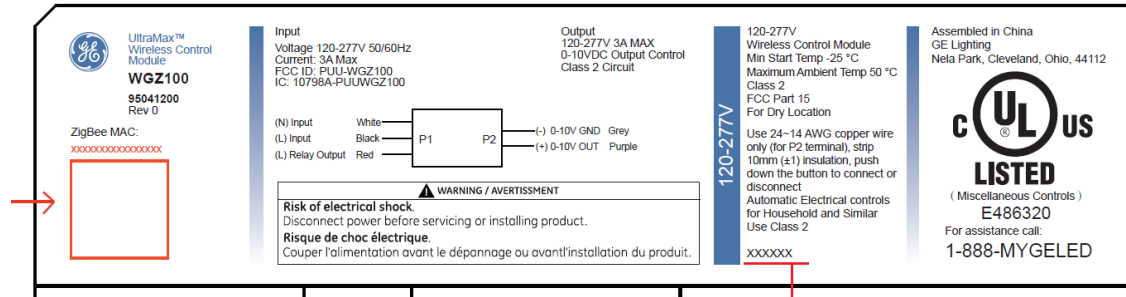 GE
UltraMax™
Wireless Control
Module
WGZ100
95041200
Rev 0
ZigBee MAC:
xxxxxxxxxxxxxxxx
Input
Voltage 120-277V 50/60Hz
Current: 3A Max
FCC ID: PUU-WGZ100
IC: 10798A-PUUWGZ100
Output
120-277V 3A MAX
0-10VDC Output Control
Class 2 Circuit
(N) Input White
(L) Input Black
(L) Relay Output Red
P1
P2
(-) 0-10V GND Grey
(+) 0-10V OUT Purple
WARNING / AVERTISSMENT
Risk of electrical shock.
Disconnect power before servicing or installing product.
Risque de choc électrique.
Couper l'alimentation avant le dépannage ou avantl'installation du produit.
120-277V
120-277V
Wireless Control Module
Min Start Temp -25 °C
Maximum Ambient Temp 50 °C
Class 2
FCC Part 15
For Dry Location
Use 24~14 AWG copper wire
only (for P2 terminal), strip
10mm (±1) insulation, push
down the button to connect or
disconnect
Automatic Electrical controls
for Household and Similar
Use Class 2
XXXXXX
Assembled in China
GE Lighting
Nela Park, Cleveland, Ohio, 44112
C UL ® US
LISTED
( Miscellaneous Controls )
E486320
For assistance call:
1-888-MYGELED